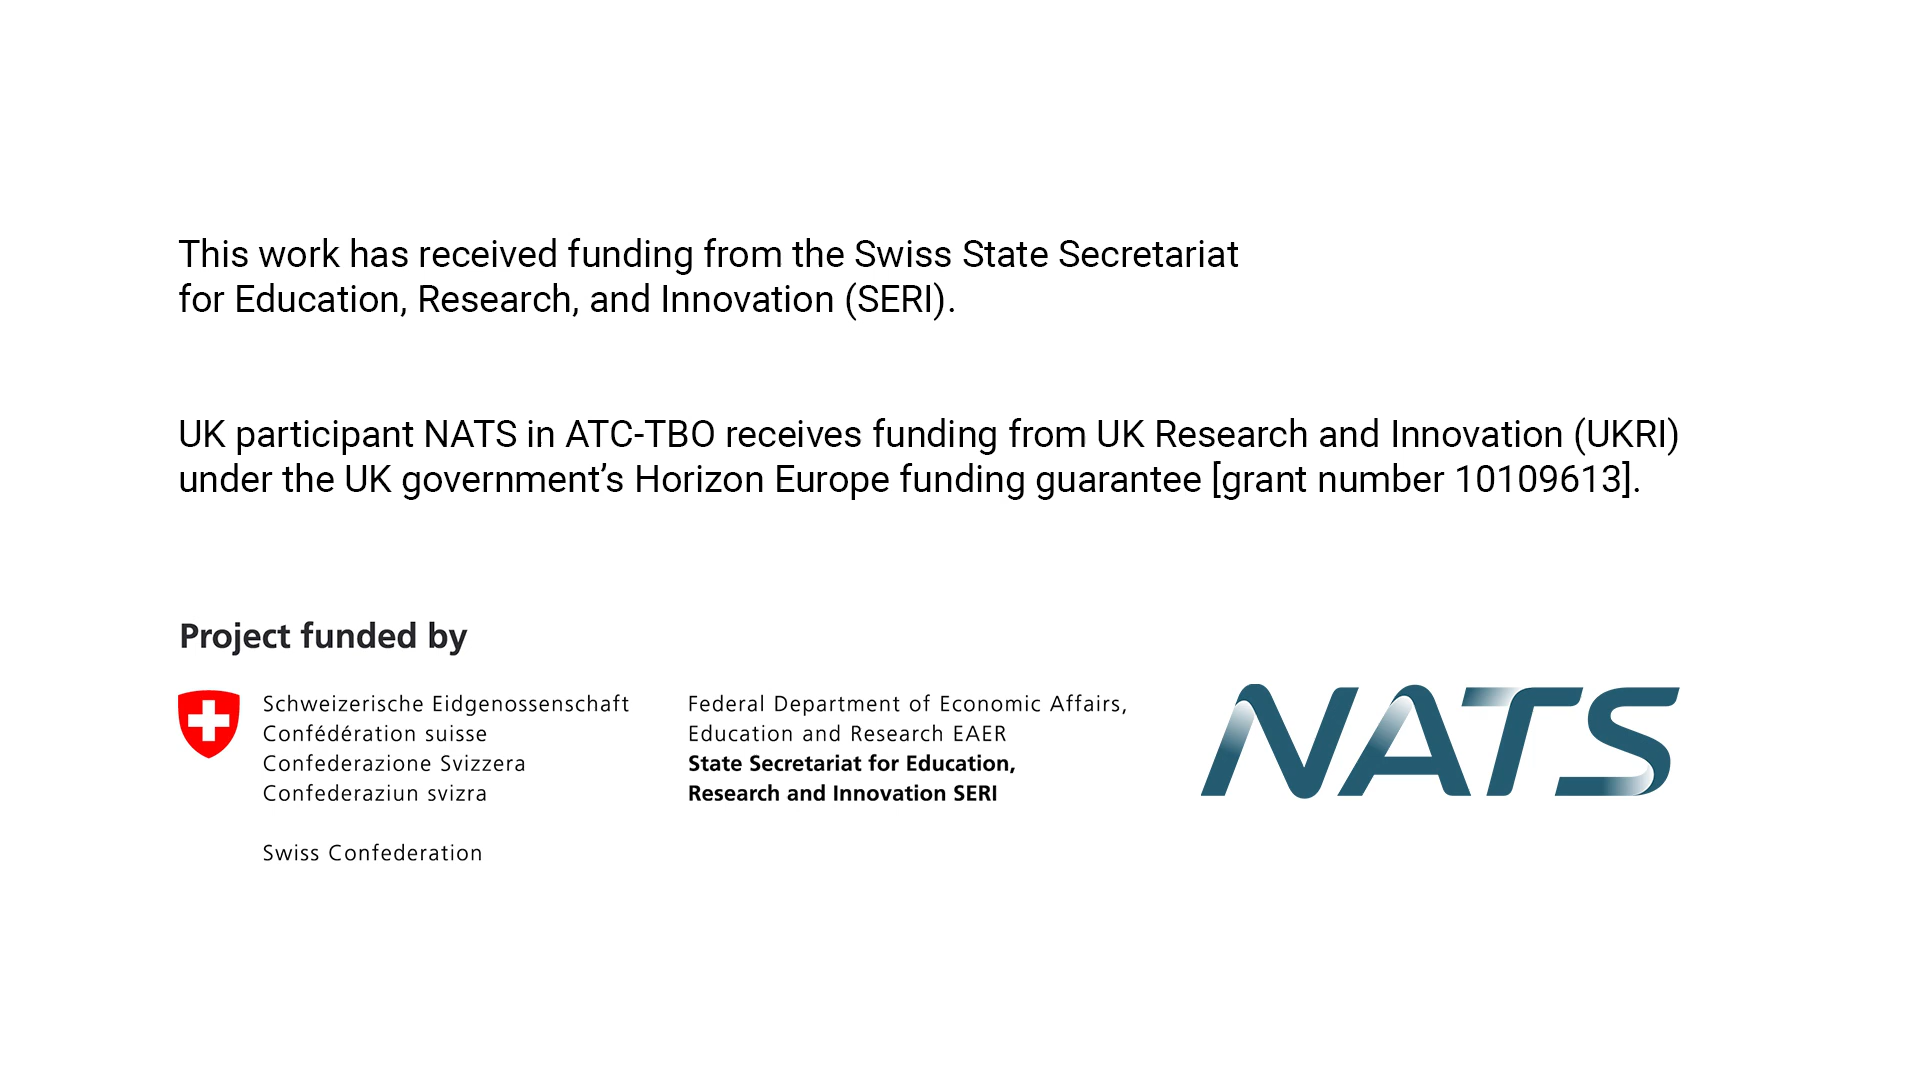 This work has received funding from the Swiss State Secretariat
for Education, Research, and Innovation (SERI).
UK participant NATS in ATC-TBO receives funding from UK Research and Innovation (UKRI)
under the UK government’s Horizon Europe funding guarantee [grant number 10109613].
Project funded by
Schweizerische Eidgenossenschaft
Confédération suisse
Confederazione Svizzera
Confederaziun svizra
Swiss Confederation
Federal Department of Economic Affairs,
Education and Research EAER
State Secretariat for Education,
Research and Innovation SERI
NATS